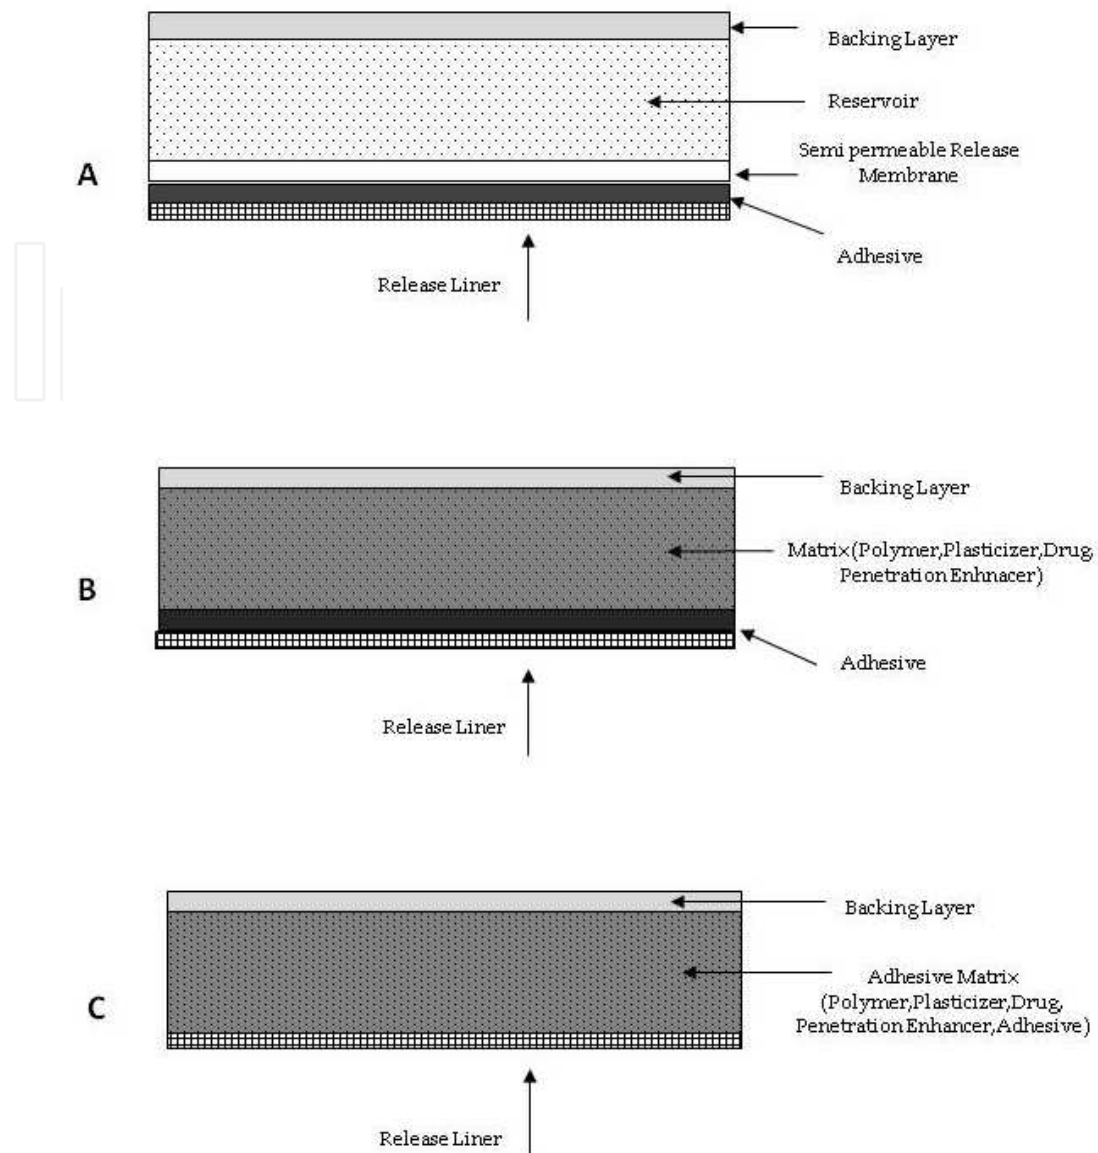 Backing Layer
Reservoir
Semi permeable Release
Membrane
A
Adhesive
Release Liner
Backing Layer
Matrix(Polymer,Plasticizer,Drug,
Penetration Enhnacer)
B
Adhesive
Release Liner
Backing Layer
Adhesive Matrix
(Polymer,Plasticizer,Drug,
Penetration Enhancer,Adhesive)
C
Release Liner